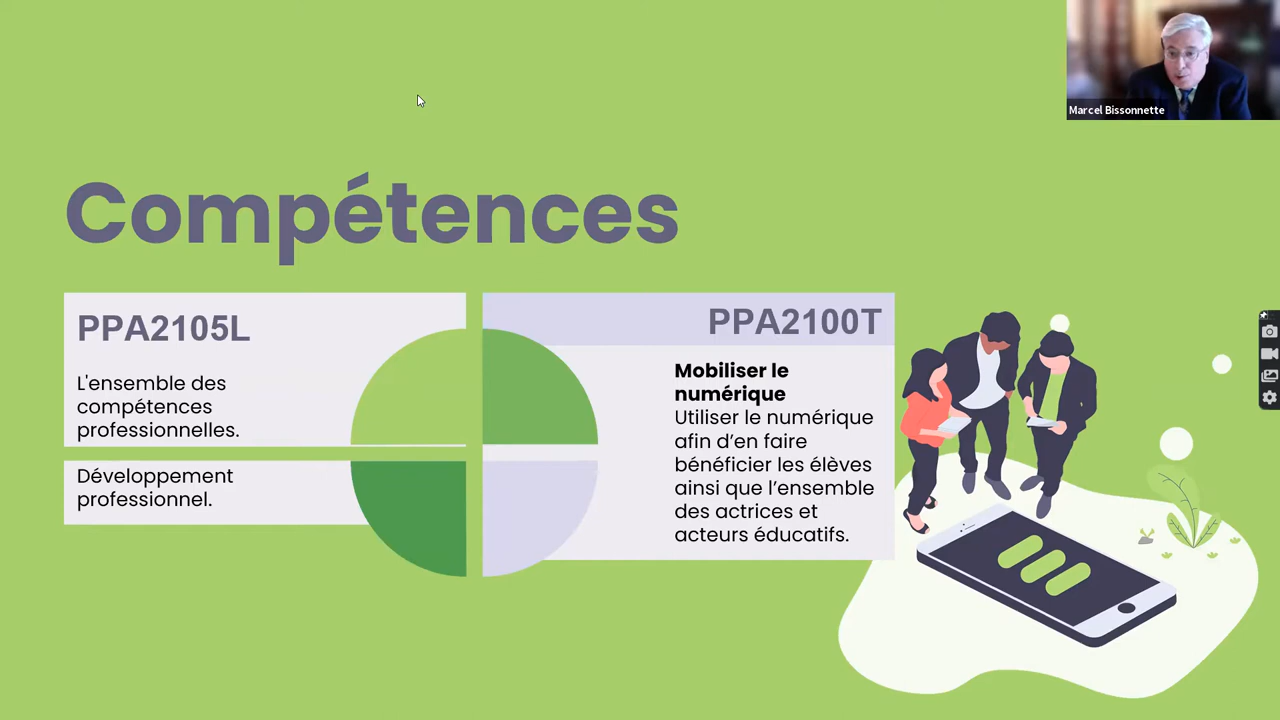 Marcel Bissonnette
Compétences
PPA2105L
L'ensemble des
compétences
professionnelles.
Développement
professionnel.
PPA2100T
Mobiliser le
numérique
Utiliser le numérique
afin d'en faire
bénéficier les élèves
ainsi que l'ensemble
des actrices et
acteurs éducatifs.